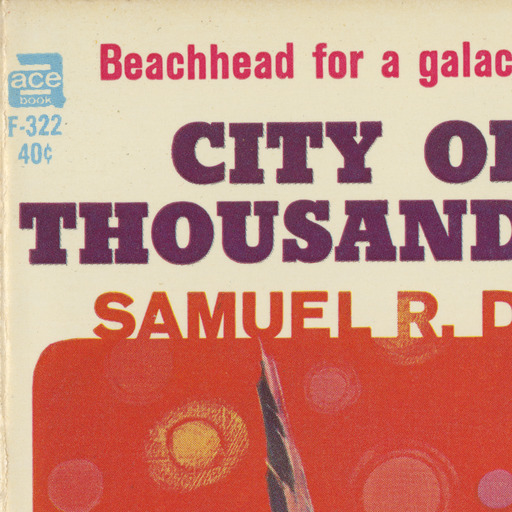 Beachhead for a galac
ace
book
F-322
40¢
CITY O
THOUSAND
SAMUEL R. D